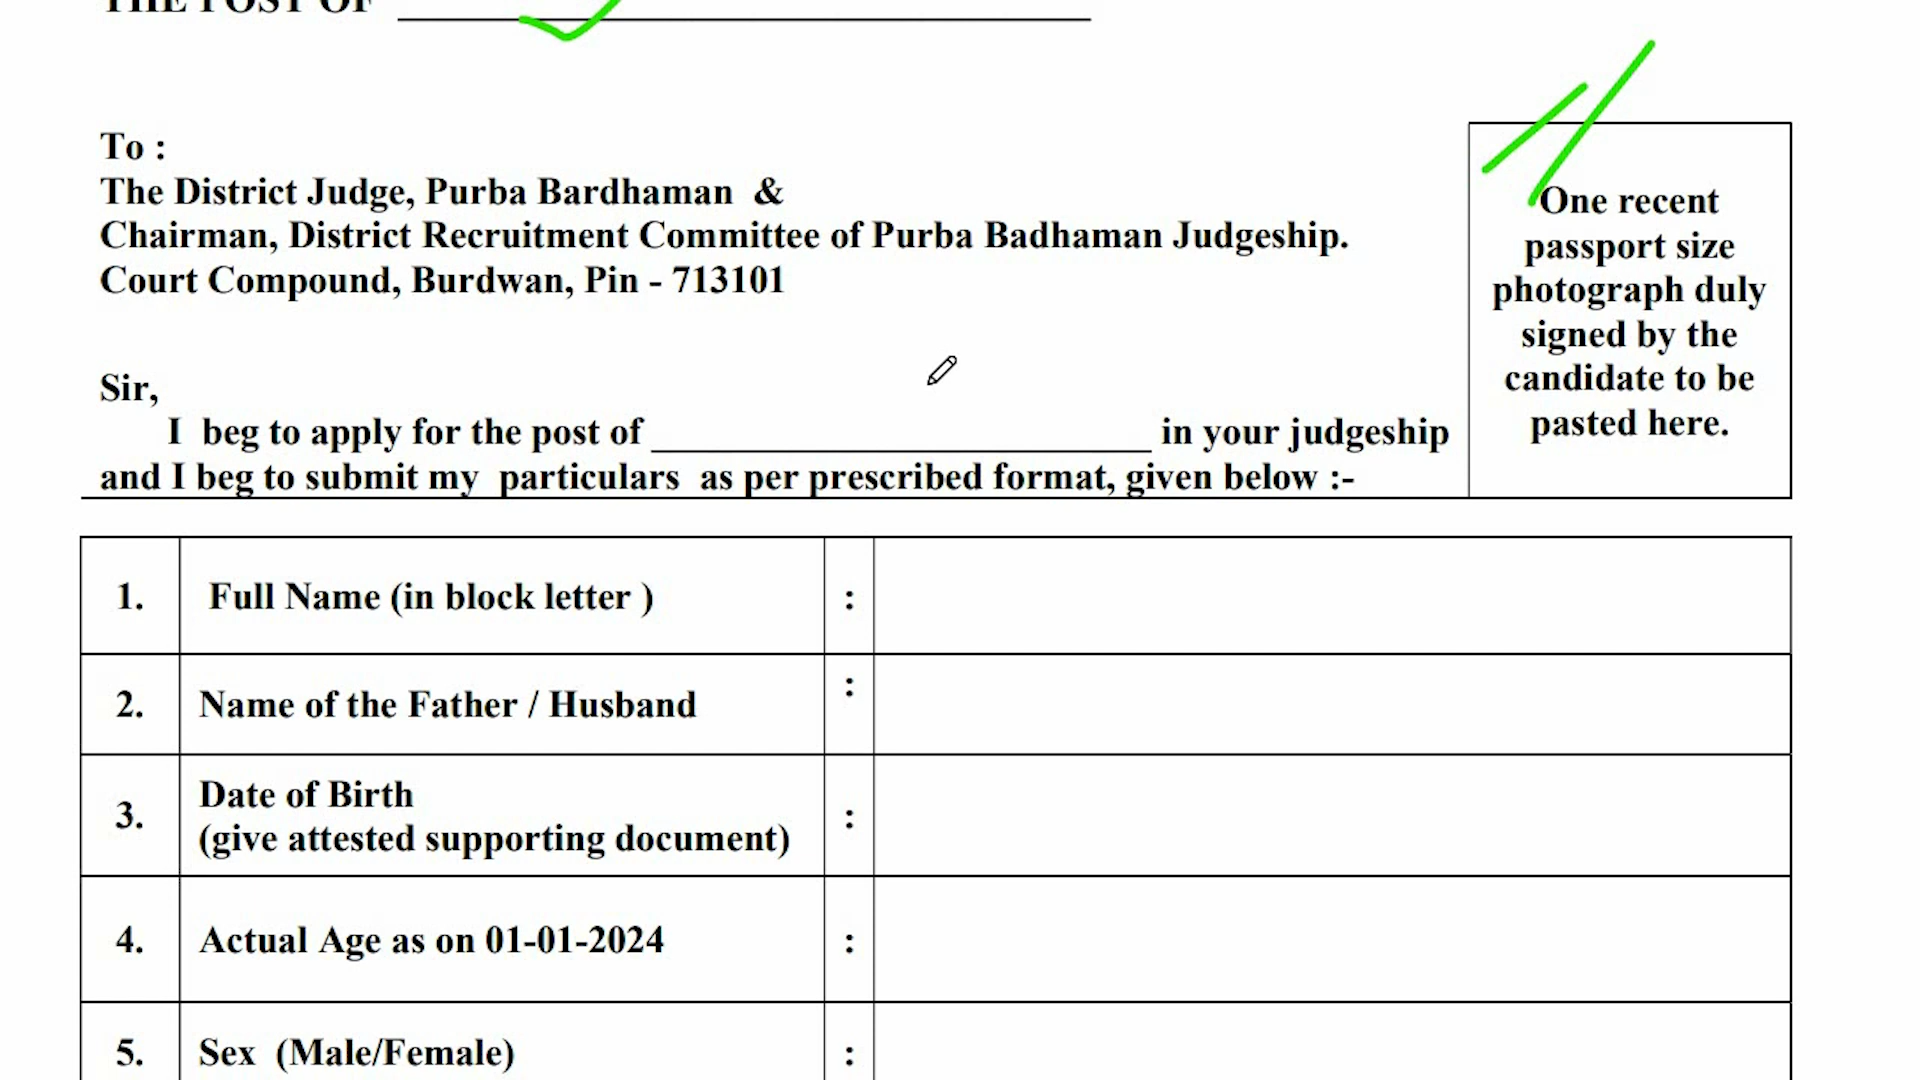 THE POST OF
To :
The District Judge, Purba Bardhaman &
Chairman, District Recruitment Committee of Purba Badhaman Judgeship.
Court Compound, Burdwan, Pin - 713101
One recent
passport size
photograph duly
signed by the
candidate to be
pasted here.
Sir,
I beg to apply for the post of __________________________ in your judgeship
and I beg to submit my particulars as per prescribed format, given below :-
1. Full Name (in block letter ) :
2. Name of the Father / Husband :
3. Date of Birth
(give attested supporting document) :
4. Actual Age as on 01-01-2024 :
5. Sex (Male/Female) :